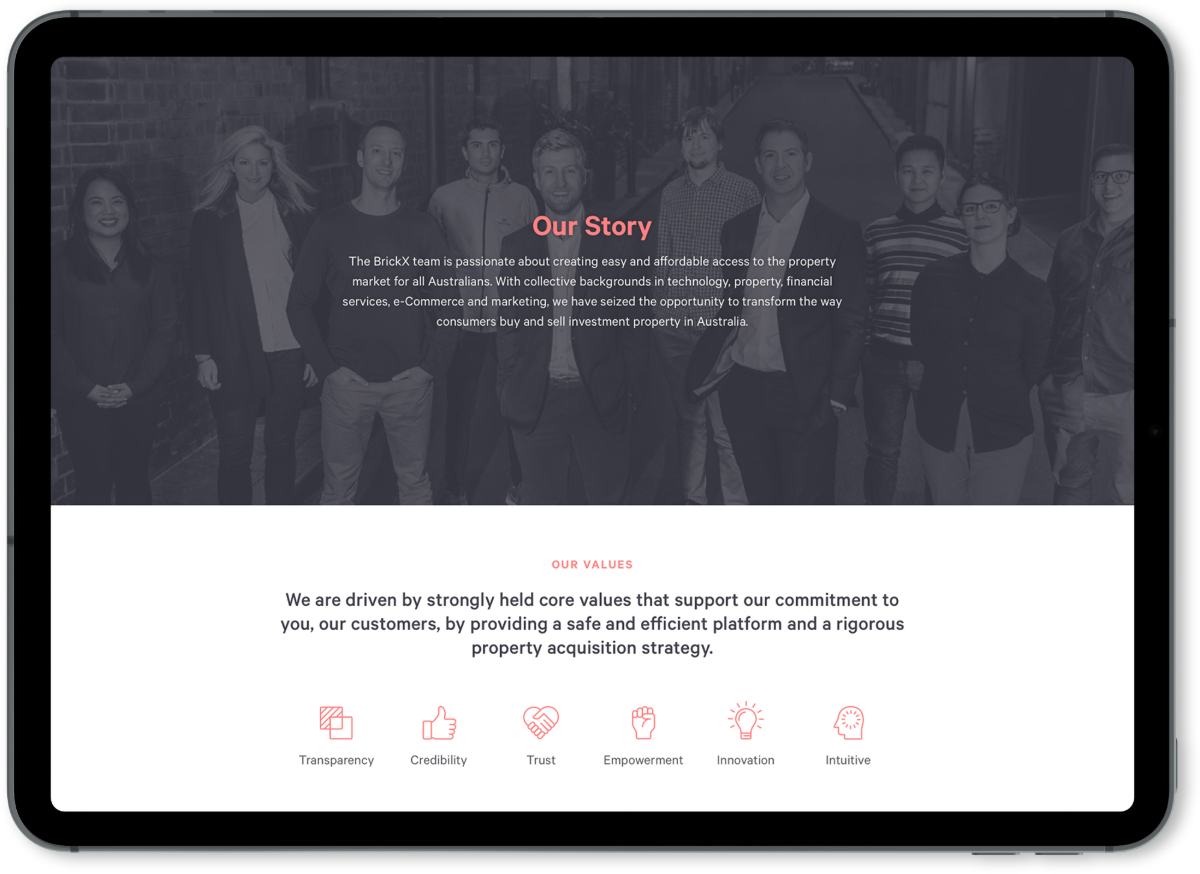 Our Story
The BrickX team is passionate about creating easy and affordable access to the property
market for all Australians. With collective backgrounds in technology, property, financial
services, e-Commerce and marketing, we have seized the opportunity to transform the way
consumers buy and sell investment property in Australia.
OUR VALUES
We are driven by strongly held core values that support our commitment to
you, our customers, by providing a safe and efficient platform and a rigorous
property acquisition strategy.
Transparency
Credibility
Trust
Empowerment
Innovation
Intuitive